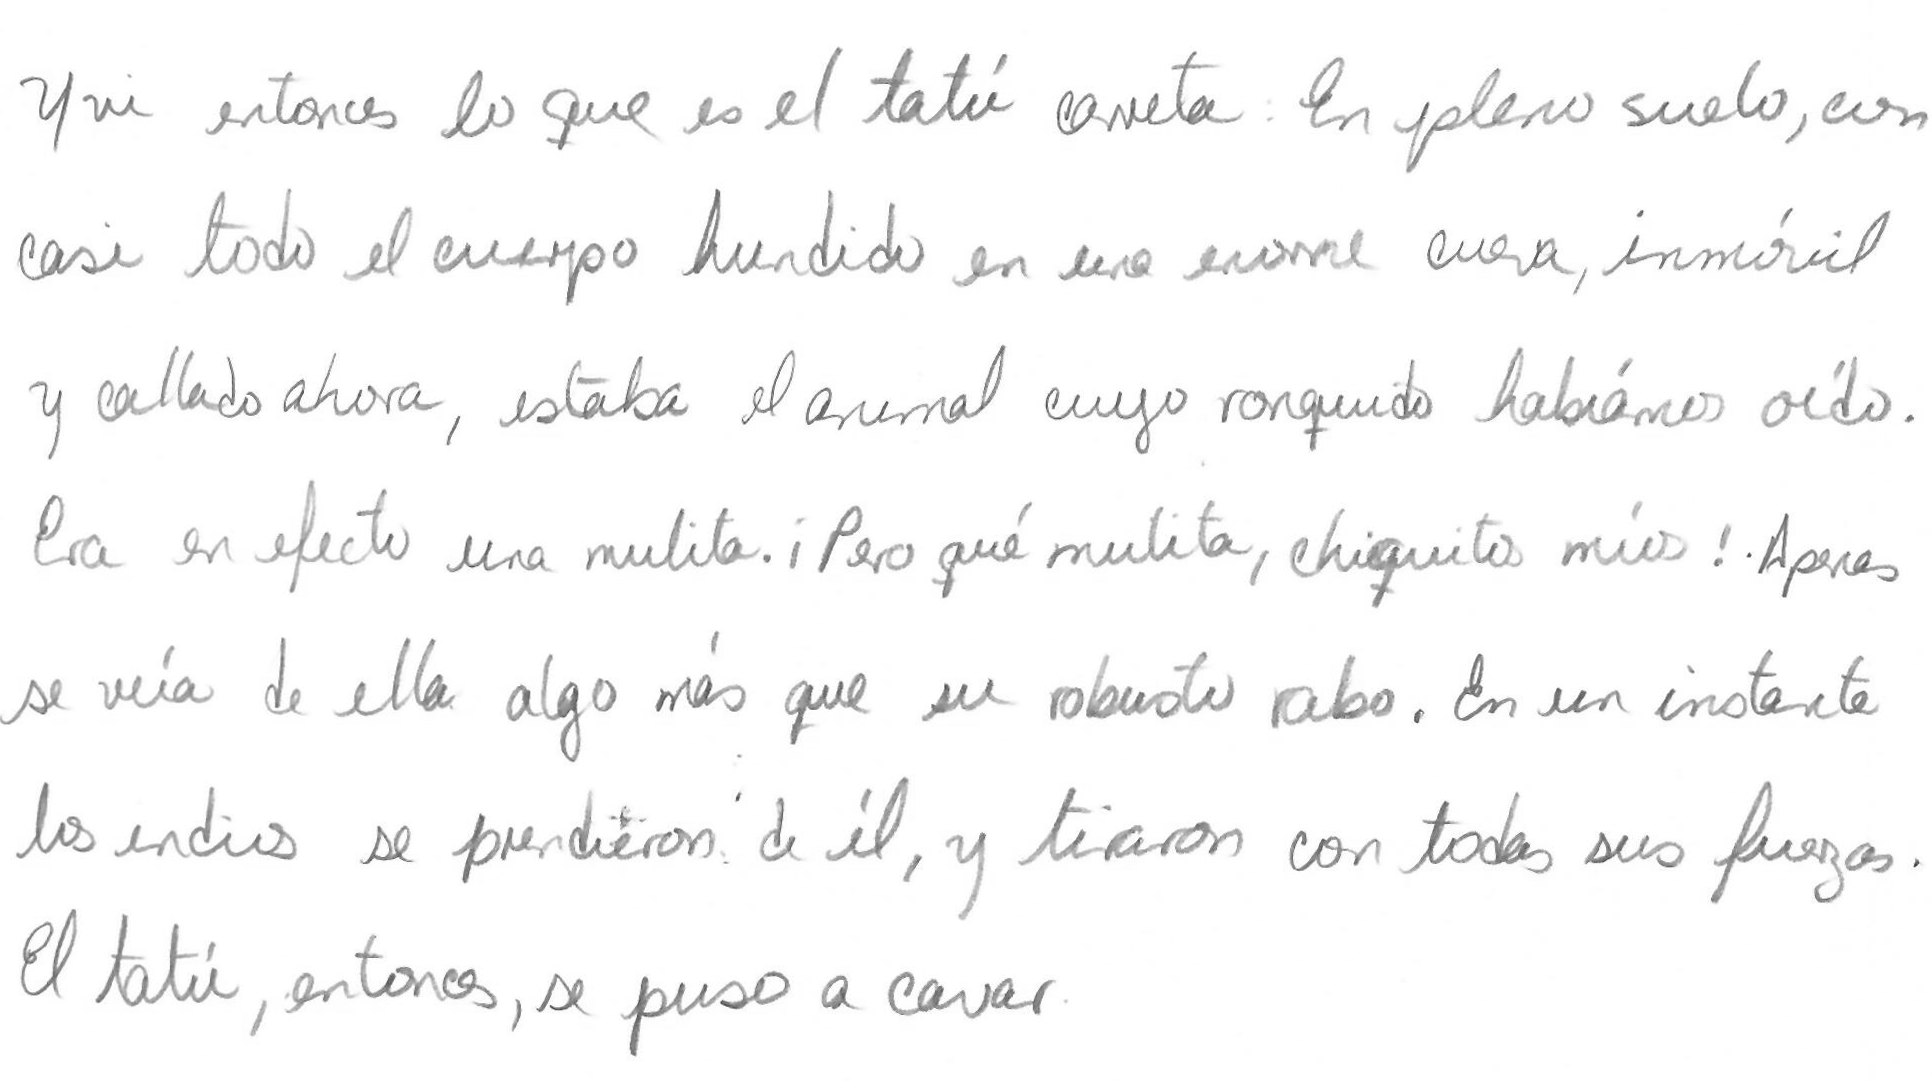 Y vi entonces lo que es el tatú carreta: En pleno suelo, con
casi todo el cuerpo hundido en una enorme cueva, inmóvil
y callado ahora, estaba el animal cuyo ronquido habíamos oído.
Era en efecto una mulita. ¡Pero qué mulita, chiquitos míos! Apenas
se veía de ella algo más que su robusto rabo. En un instante
los indios se prendieron de él, y tiraron con todas sus fuerzas.
El tatú, entonces, se puso a cavar.